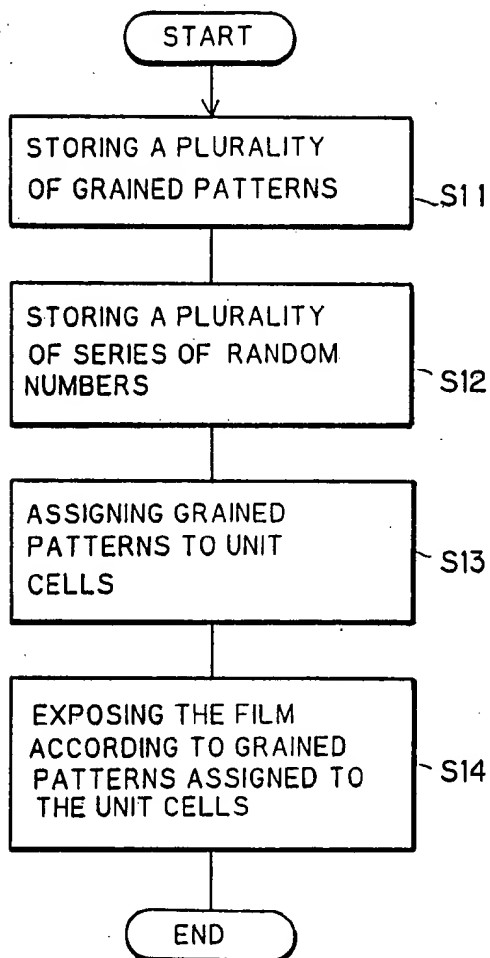 START
STORING A PLURALITY
OF GRAINED PATTERNS
S11
STORING A PLURALITY
OF SERIES OF RANDOM
NUMBERS
S12
ASSIGNING GRAINED
PATTERNS TO UNIT
CELLS
S13
EXPOSING THE FILM
ACCORDING TO GRAINED
PATTERNS ASSIGNED TO
THE UNIT CELLS
S14
END